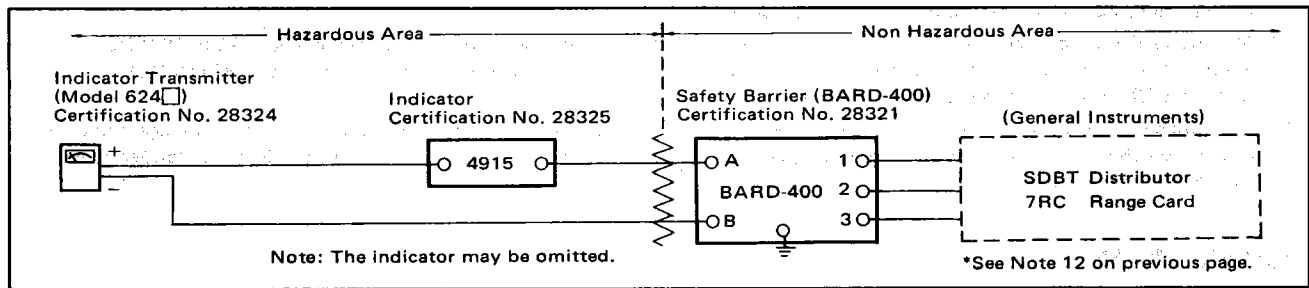 Hazardous Area
Non Hazardous Area
Indicator Transmitter
(Model 624□)
Certification No. 28324
Indicator
Certification No. 28325
Safety Barrier (BARD-400)
Certification No. 28321
(General Instruments)
+
−
4915
A
B
BARD-400
1
2
3
SDBT Distributor
7RC Range Card
Note: The indicator may be omitted.
*See Note 12 on previous page.